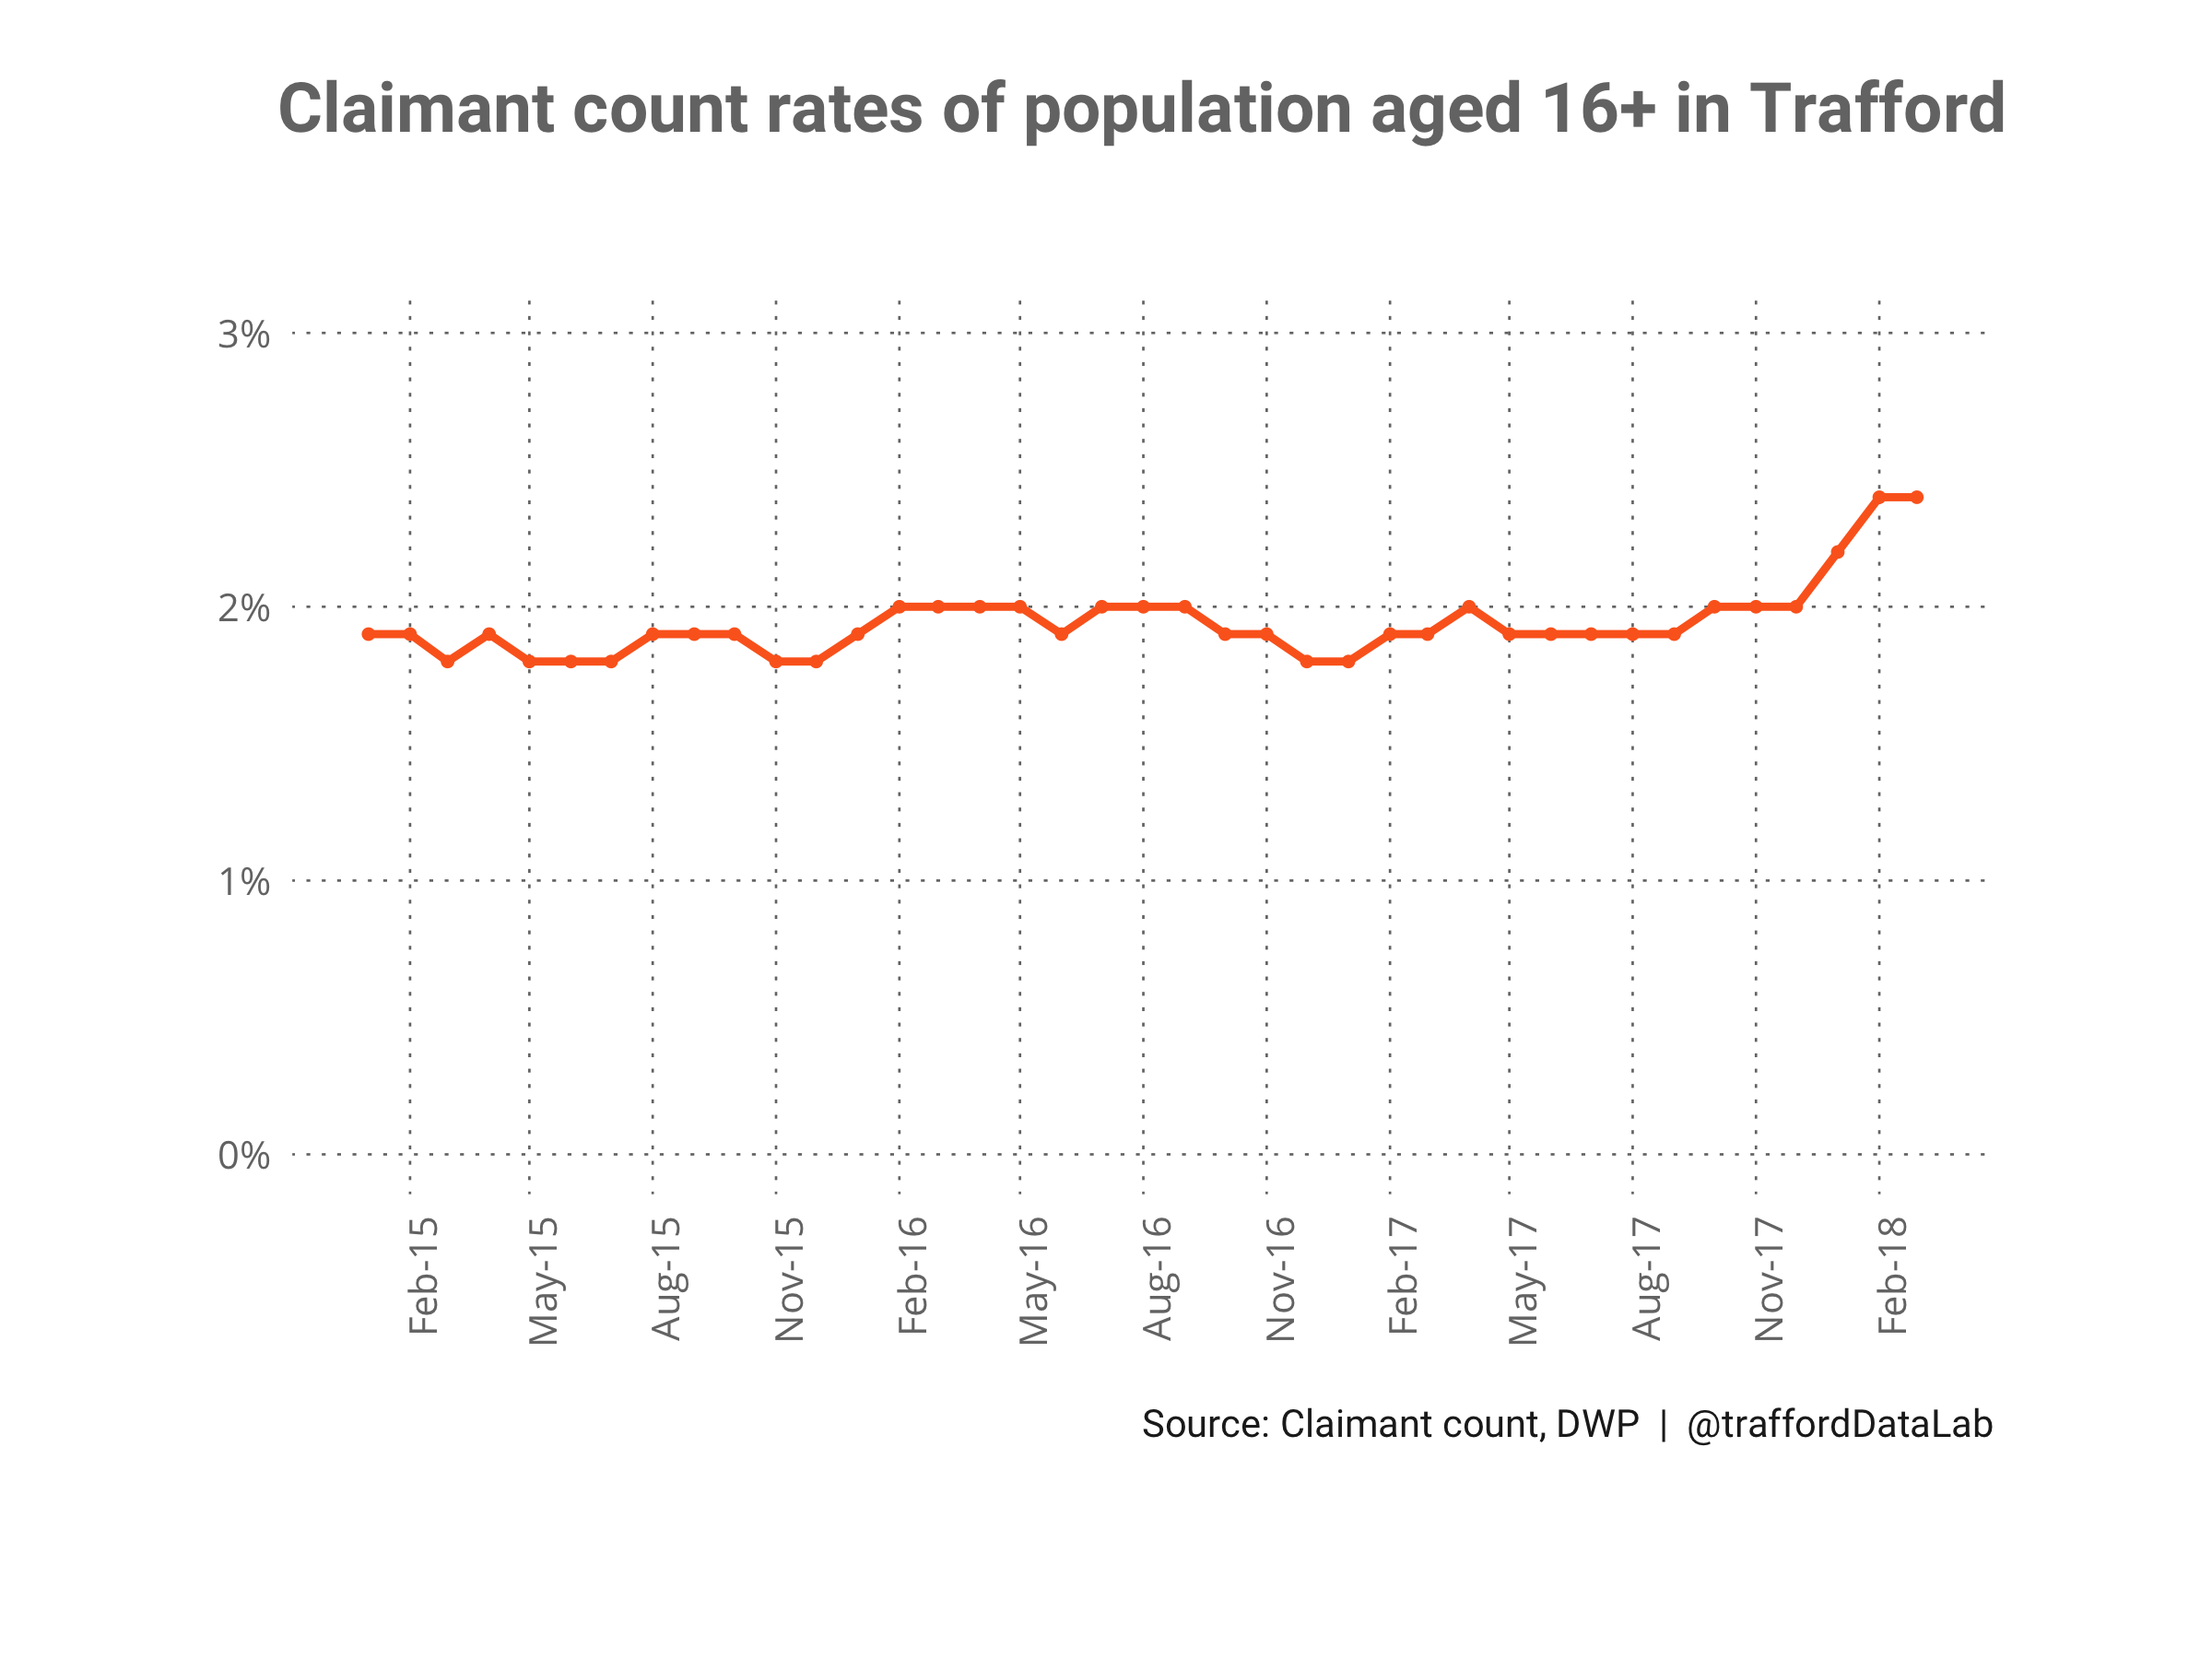 Claimant count rates of population aged 16+ in Trafford
3%
2%
1%
0%
Feb-15
May-15
Aug-15
Nov-15
Feb-16
May-16
Aug-16
Nov-16
Feb-17
May-17
Aug-17
Nov-17
Feb-18
Source: Claimant count, DWP | @traffordDataLab